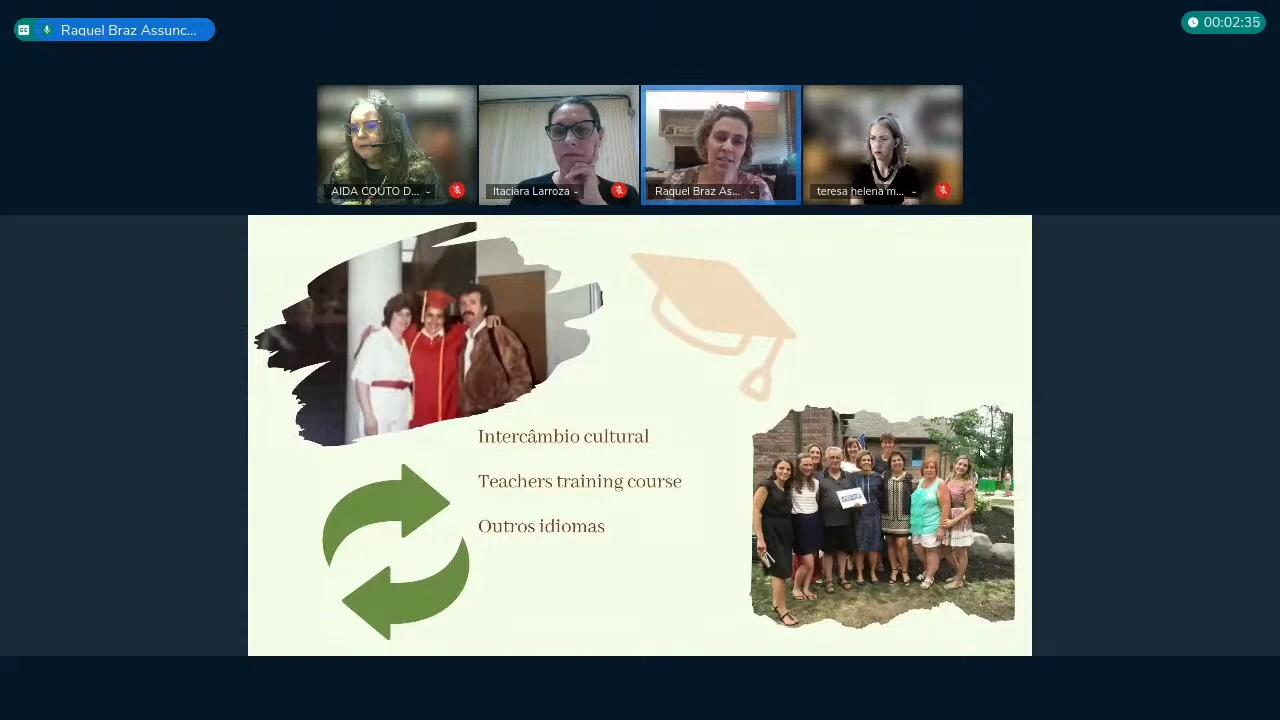 Raquel Braz Assunc...
00:02:35
AIDA COUTO D...
Itaciara Larroza
Raquel Braz As...
teresa helena m...
Intercâmbio cultural
Teachers training course
Outros idiomas